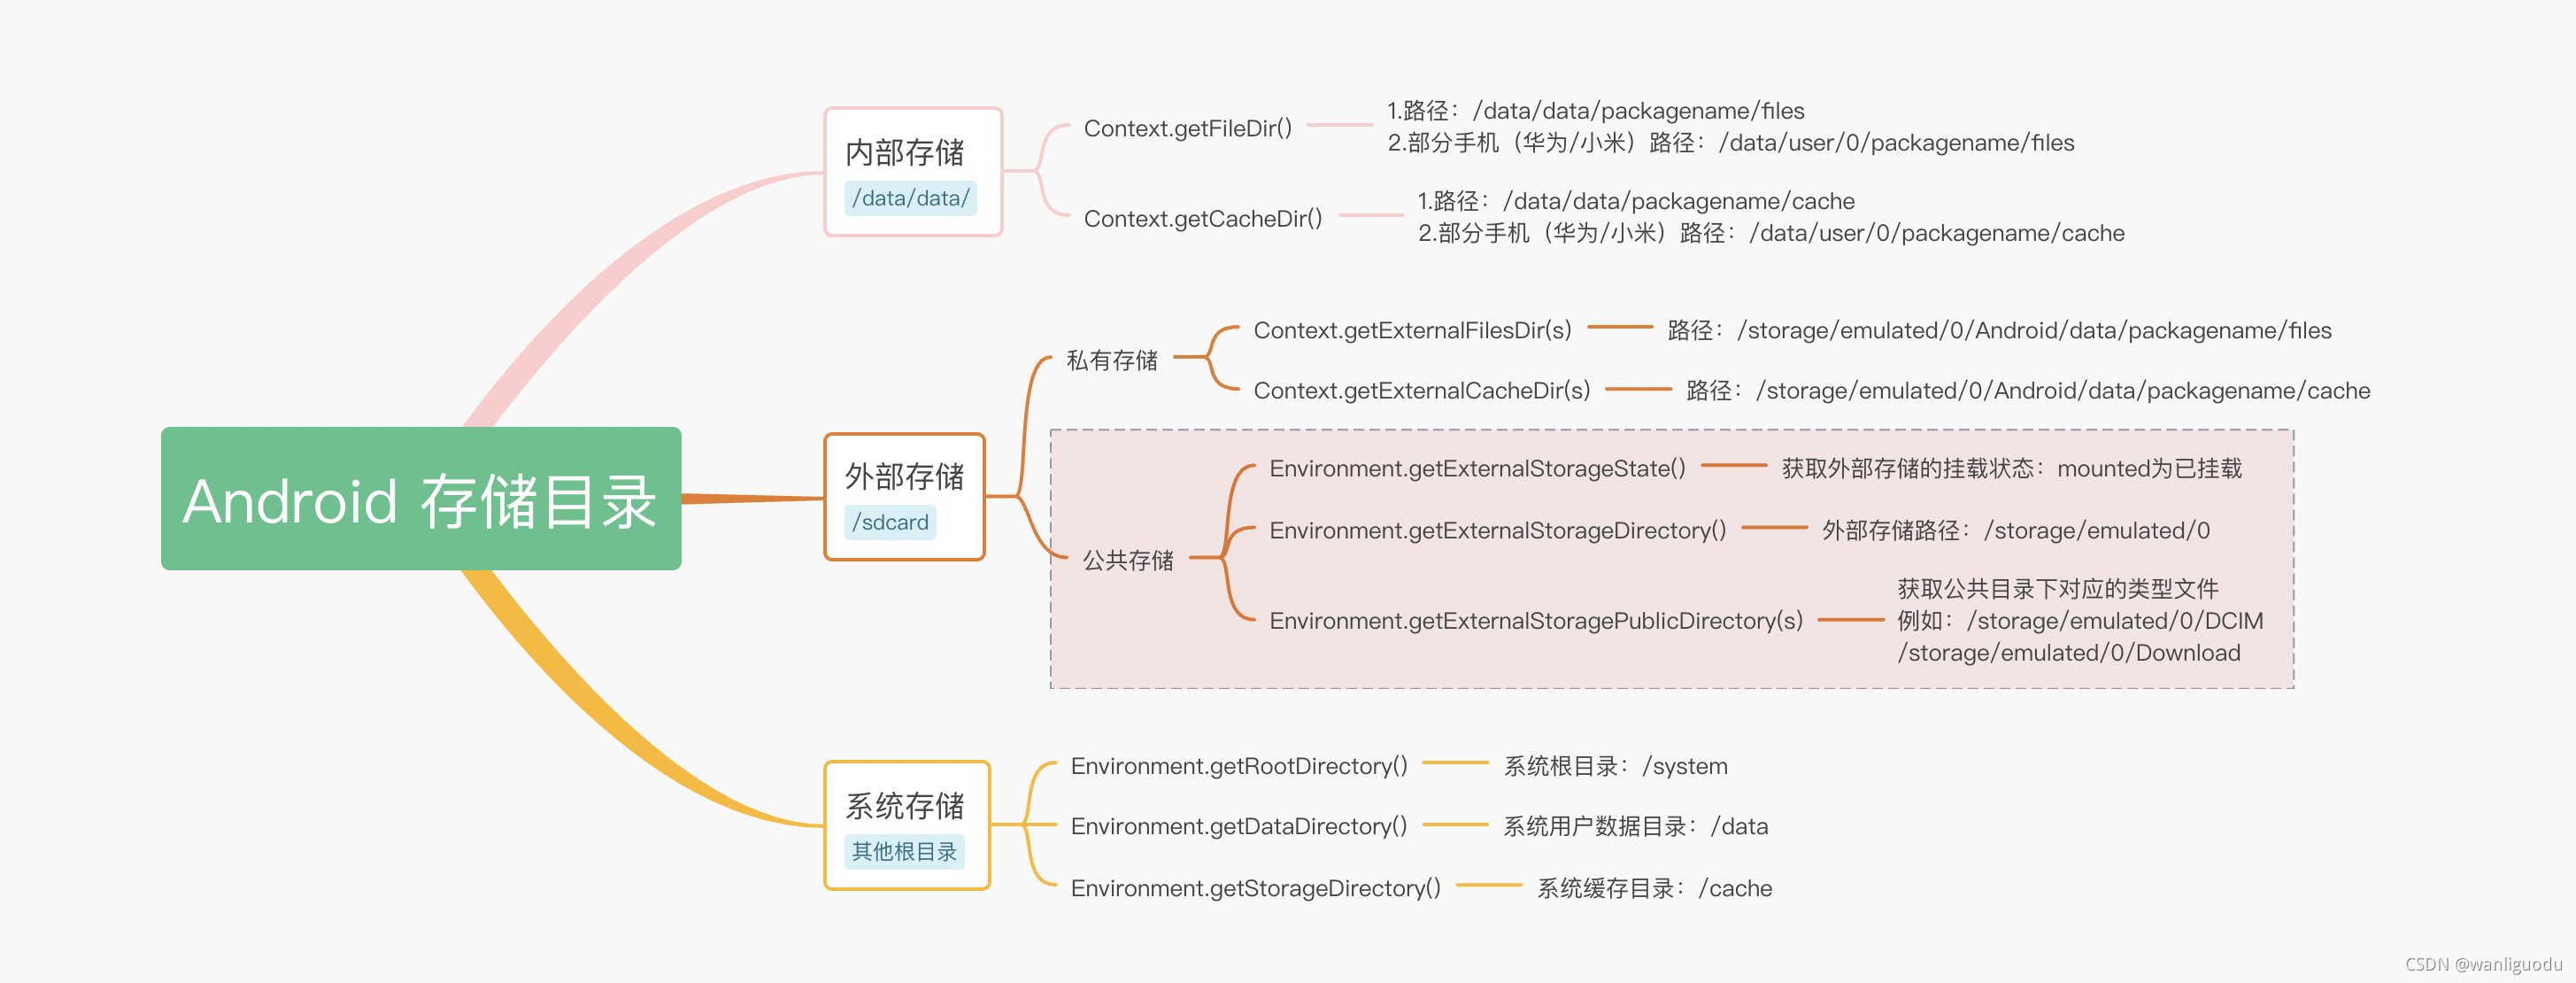 Android 存储目录
内部存储
/data/data/
Context.getFileDir()
1.路径：/data/data/packagename/files
2.部分手机（华为/小米）路径：/data/user/0/packagename/files
Context.getCacheDir()
1.路径：/data/data/packagename/cache
2.部分手机（华为/小米）路径：/data/user/0/packagename/cache
外部存储
/sdcard
私有存储
Context.getExternalFilesDir(s)
路径：/storage/emulated/0/Android/data/packagename/files
Context.getExternalCacheDir(s)
路径：/storage/emulated/0/Android/data/packagename/cache
公共存储
Environment.getExternalStorageState()
获取外部存储的挂载状态：mounted为已挂载
Environment.getExternalStorageDirectory()
外部存储路径：/storage/emulated/0
Environment.getExternalStoragePublicDirectory(s)
获取公共目录下对应的类型文件
例如：/storage/emulated/0/DCIM
/storage/emulated/0/Download
系统存储
其他根目录
Environment.getRootDirectory()
系统根目录：/system
Environment.getDataDirectory()
系统用户数据目录：/data
Environment.getStorageDirectory()
系统缓存目录：/cache
CSDN @wanliguodu